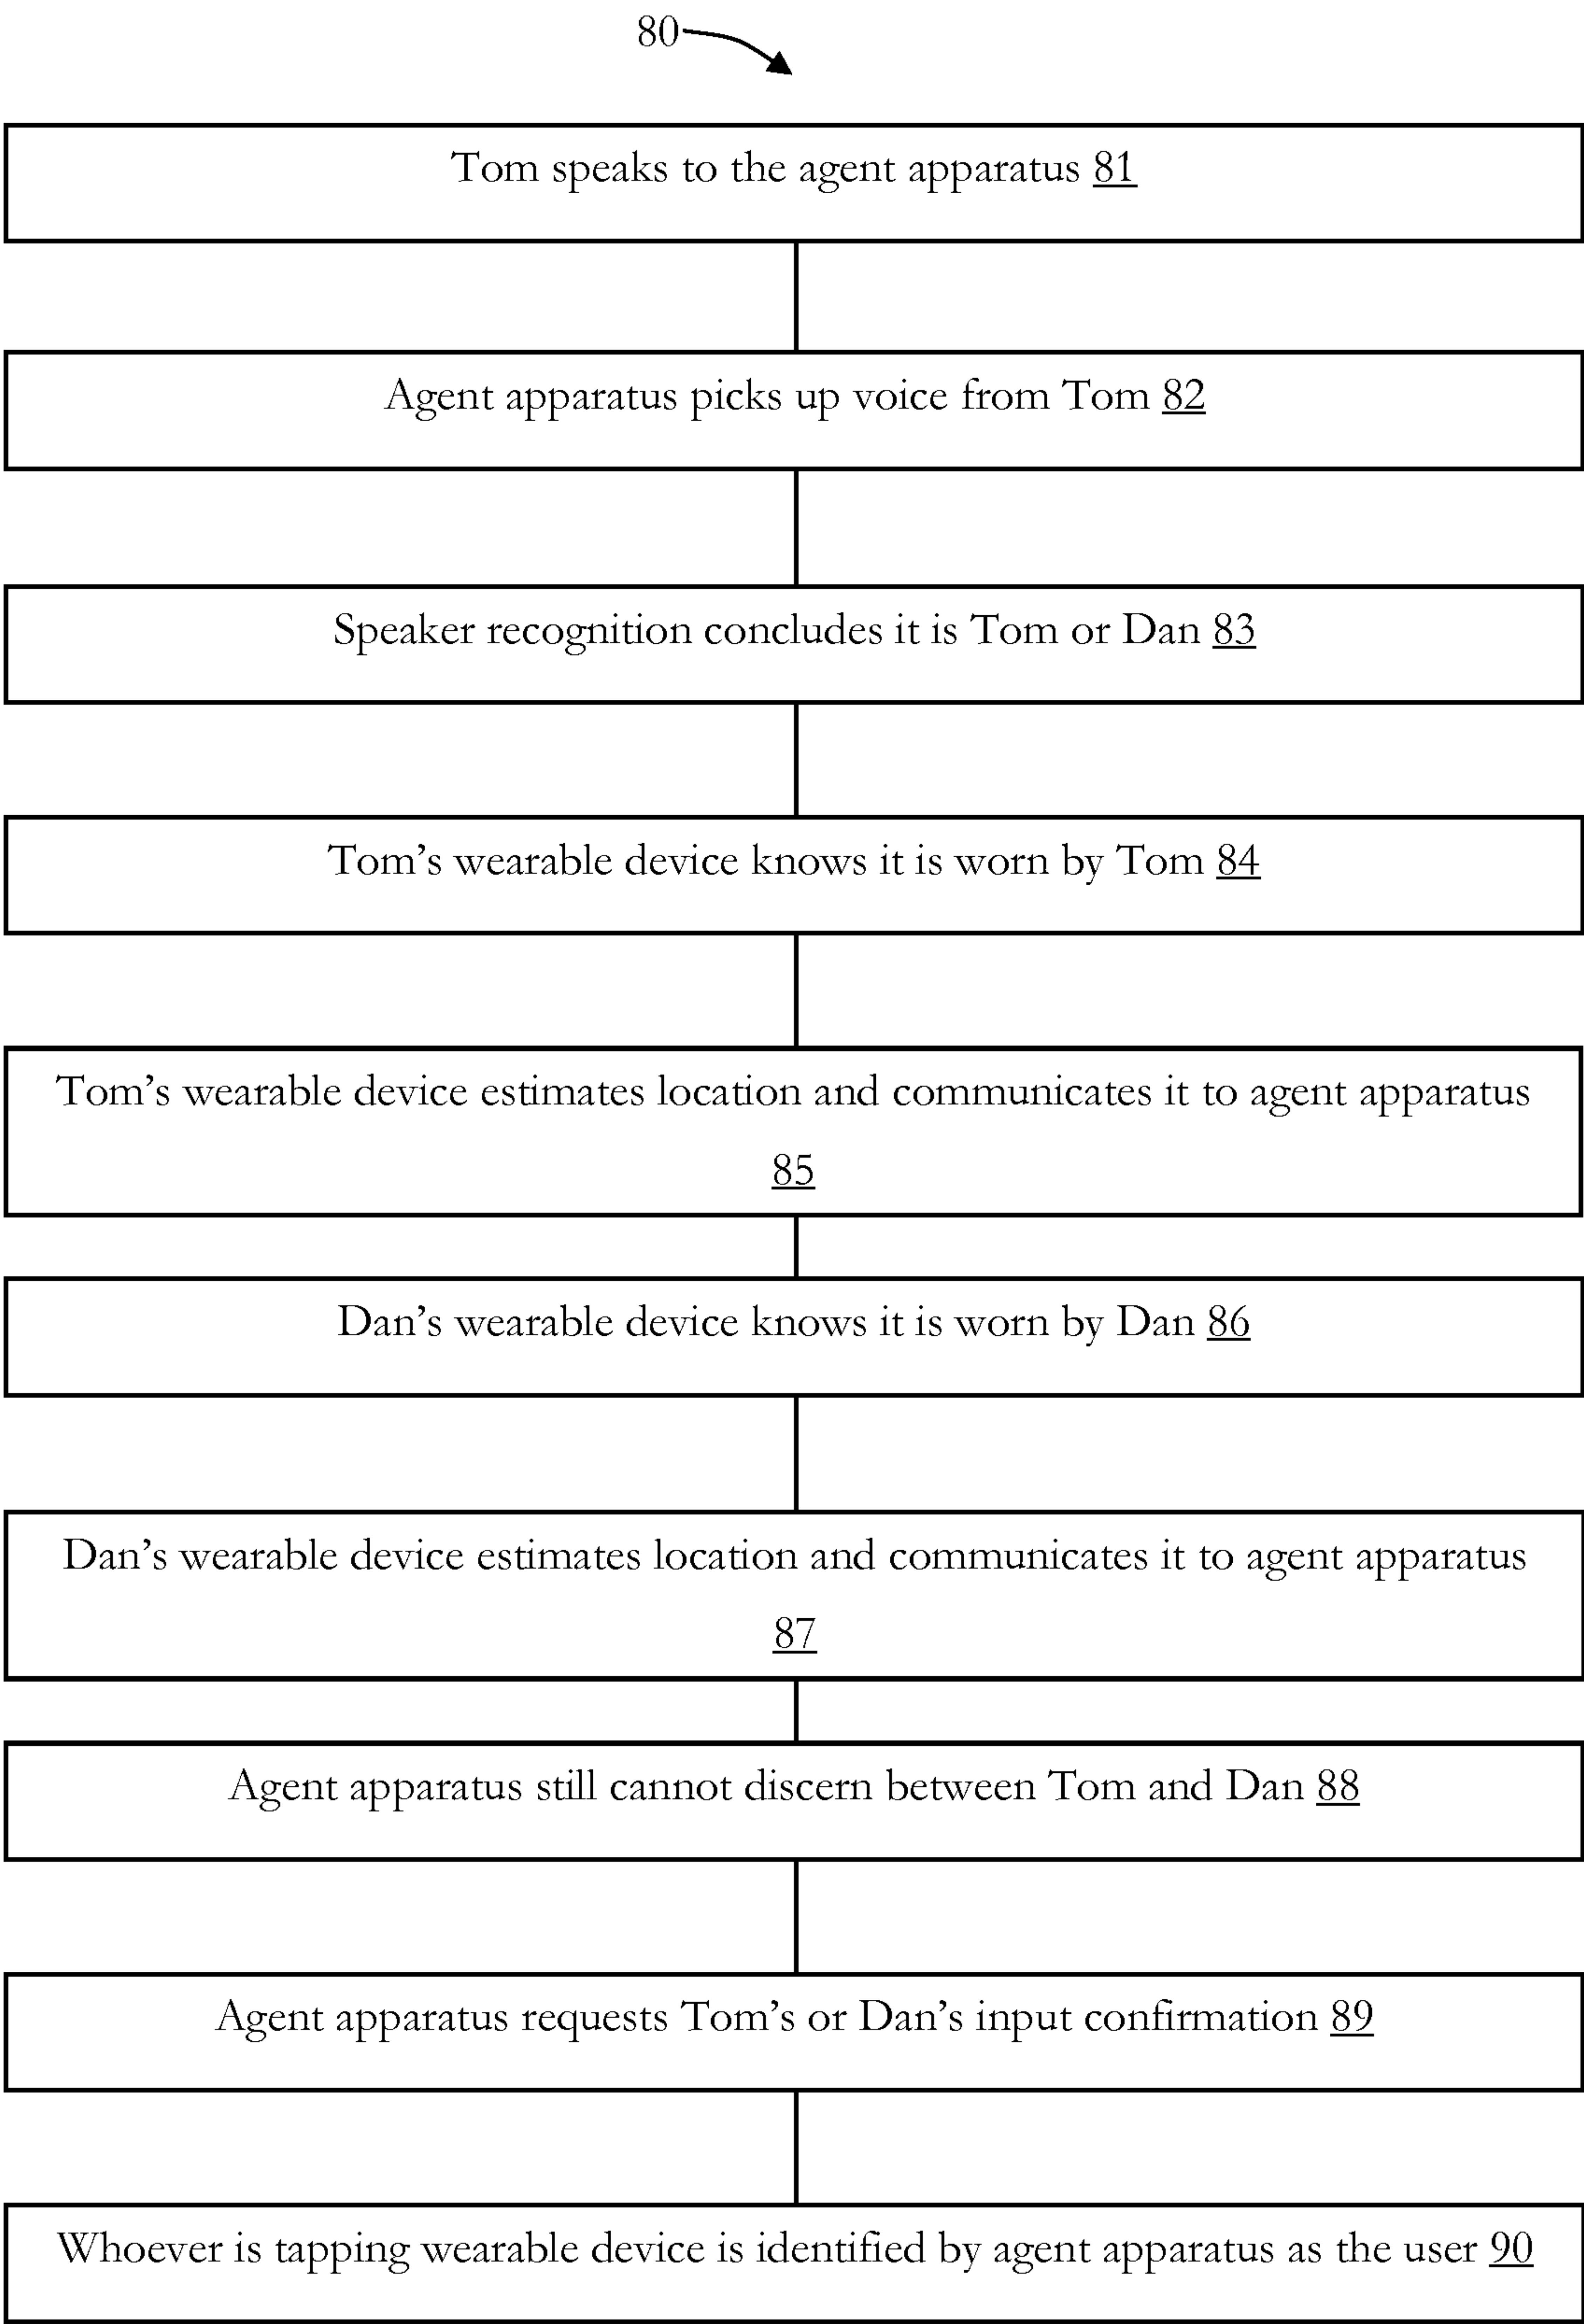 80
Tom speaks to the agent apparatus 81
Agent apparatus picks up voice from Tom 82
Speaker recognition concludes it is Tom or Dan 83
Tom’s wearable device knows it is worn by Tom 84
Tom’s wearable device estimates location and communicates it to agent apparatus
85
Dan’s wearable device knows it is worn by Dan 86
Dan’s wearable device estimates location and communicates it to agent apparatus
87
Agent apparatus still cannot discern between Tom and Dan 88
Agent apparatus requests Tom’s or Dan’s input confirmation 89
Whoever is tapping wearable device is identified by agent apparatus as the user 90